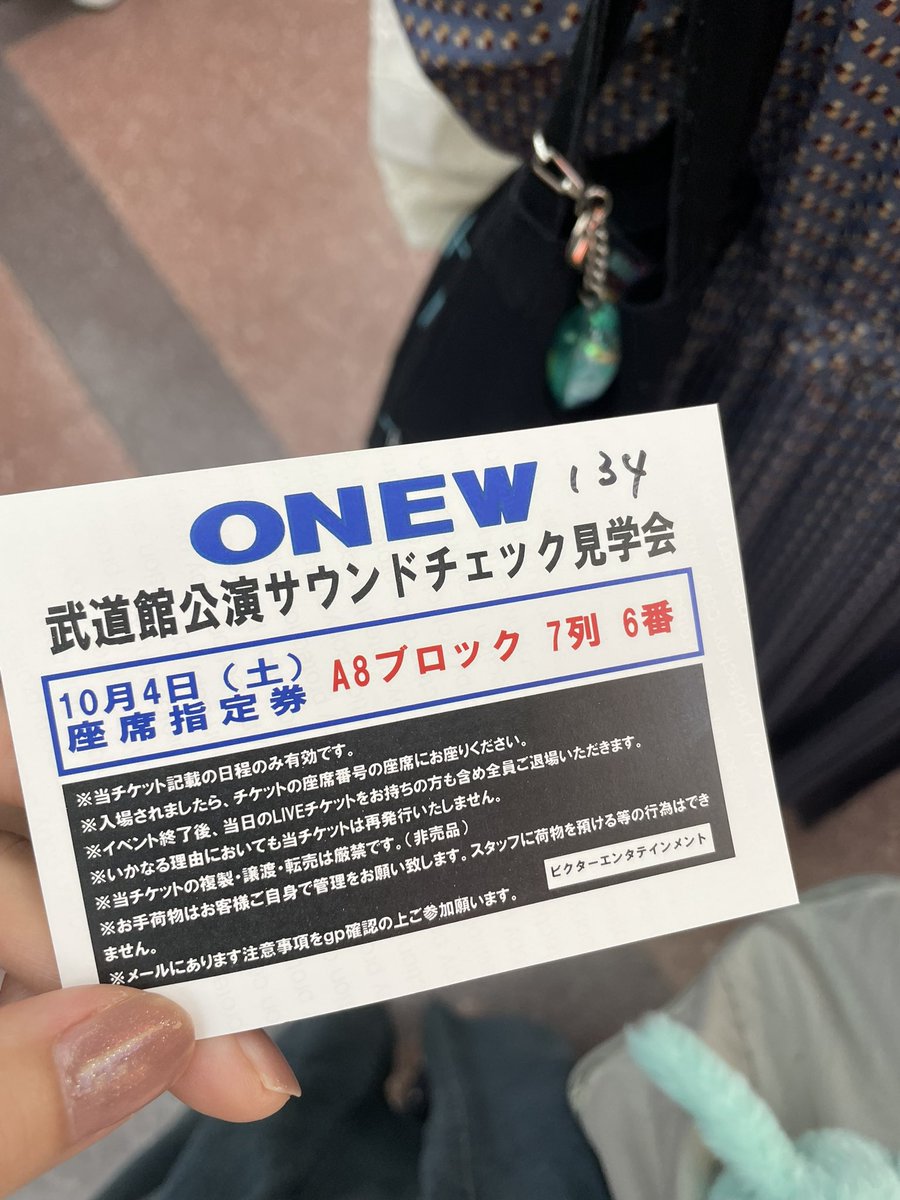 ONEW 134
武道館公演サウンドチェック見学会
10月4日（土）
座席指定券
A8ブロック 7列 6番
※当チケット記載の日程のみ有効です。
※入場されましたら、チケットの座席番号の座席にお座りください。
※イベント終了後、当日のLIVEチケットをお持ちの方も含め全員ご退場いただきます。
※いかなる理由においても当チケットは再発行いたしません。
※当チケットの複製・譲渡・転売は厳禁です。（非売品）
※お手荷物はお客様ご自身で管理をお願い致します。スタッフに荷物を預ける等の行為はでき
ません。
※メールにあります注意事項をgp確認の上ご参加願います。
ビクターエンタテインメント